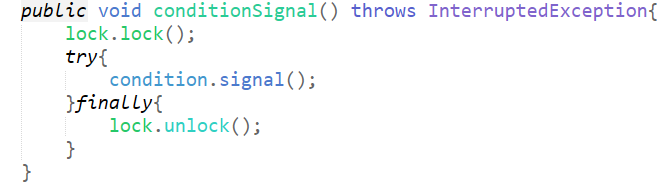 public void conditionSignal() throws InterruptedException{
    lock.lock();
    try{
        condition.signal();
    }finally{
        lock.unlock();
    }
}